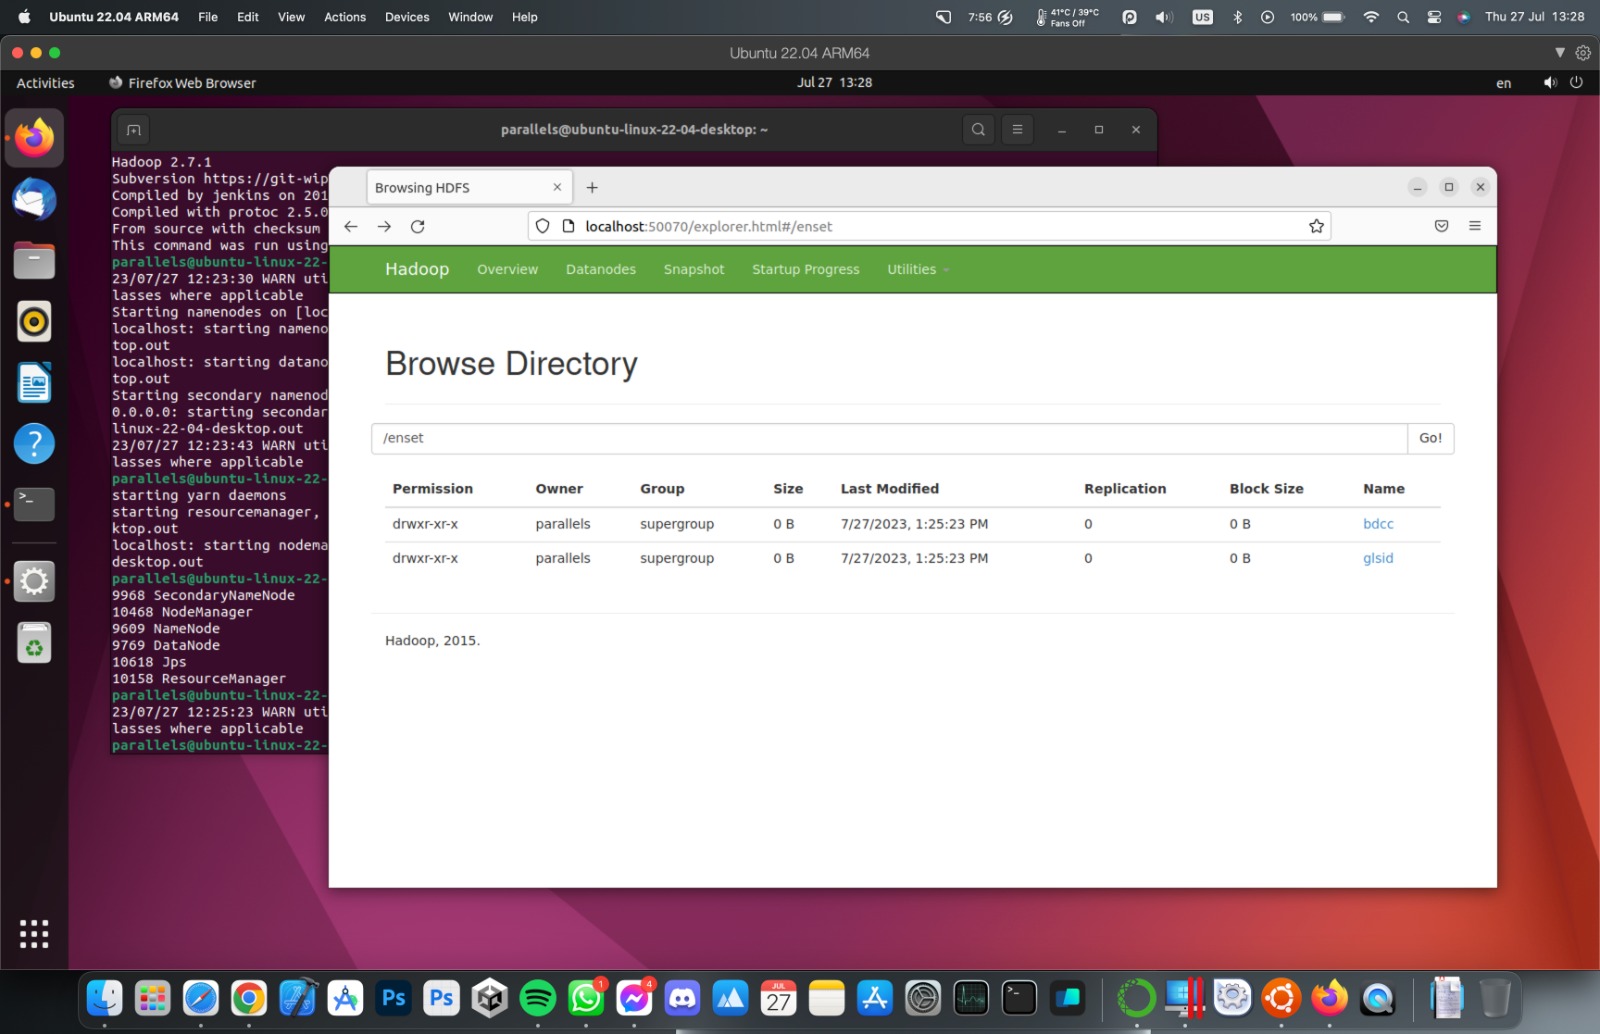 Ubuntu 22.04 ARM64 File Edit View Actions Devices Window Help 7:56 41°C / 39°C Fans Off US 100% Thu 27 Jul 13:28
Ubuntu 22.04 ARM64
Activities Firefox Web Browser Jul 27 13:28 en
parallels@ubuntu-linux-22-04-desktop: ~
Hadoop 2.7.1
Subversion https://git-wip
Compiled by jenkins on 201
Compiled with protoc 2.5.0
From source with checksum
This command was run using
parallels@ubuntu-linux-22-
23/07/27 12:23:30 WARN uti
lasses where applicable
Starting namenodes on [loc
localhost: starting nameno
top.out
localhost: starting datano
top.out
Starting secondary namenod
0.0.0.0: starting secondar
linux-22-04-desktop.out
23/07/27 12:23:43 WARN uti
lasses where applicable
parallels@ubuntu-linux-22-
starting yarn daemons
starting resourcemanager,
ktop.out
localhost: starting nodema
desktop.out
parallels@ubuntu-linux-22-
9968 SecondaryNameNode
10468 NodeManager
9609 NameNode
9769 DataNode
10618 Jps
10158 ResourceManager
parallels@ubuntu-linux-22-
23/07/27 12:25:23 WARN uti
lasses where applicable
parallels@ubuntu-linux-22-
Browsing HDFS
localhost:50070/explorer.html#/enset
Hadoop Overview Datanodes Snapshot Startup Progress Utilities
Browse Directory
/enset Go!
Permission Owner Group Size Last Modified Replication Block Size Name
drwxr-xr-x parallels supergroup 0 B 7/27/2023, 1:25:23 PM 0 0 B bdcc
drwxr-xr-x parallels supergroup 0 B 7/27/2023, 1:25:23 PM 0 0 B glsid
Hadoop, 2015.
Ps Ps 1 4 JUL 27